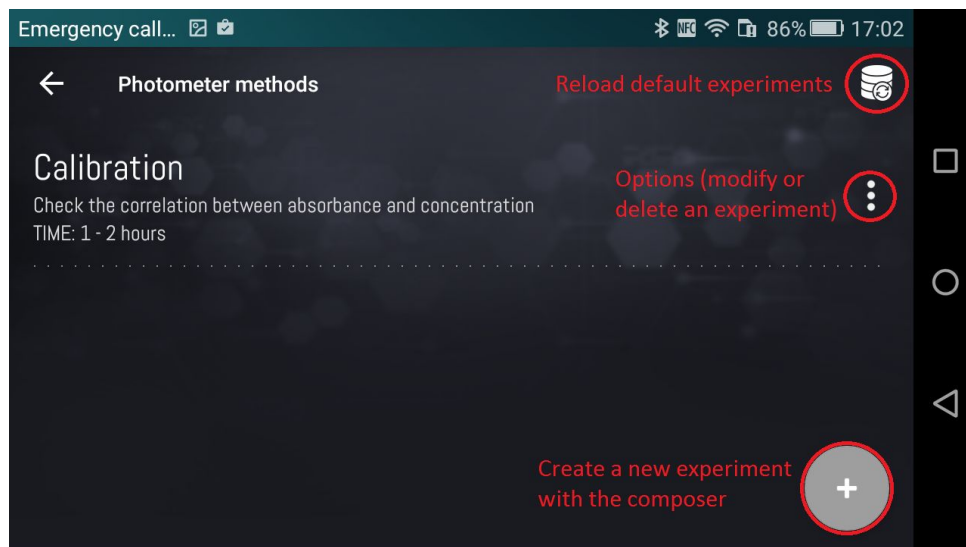 Emergency call...
86% 17:02
Photometer methods
Reload default experiments
Calibration
Check the correlation between absorbance and concentration
TIME: 1 - 2 hours
Options (modify or
delete an experiment)
Create a new experiment
with the composer
+